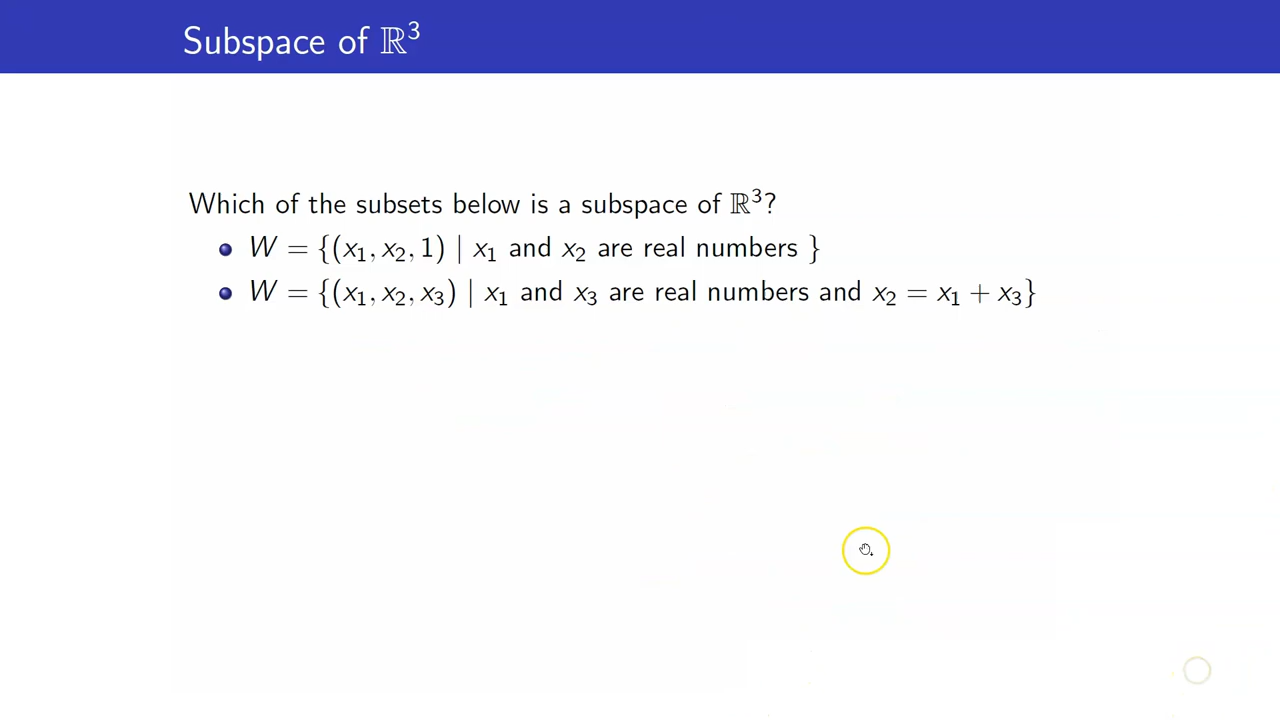 Subspace of ℝ³
Which of the subsets below is a subspace of ℝ³?
W = {(x₁, x₂, 1) | x₁ and x₂ are real numbers }
W = {(x₁, x₂, x₃) | x₁ and x₃ are real numbers and x₂ = x₁ + x₃}